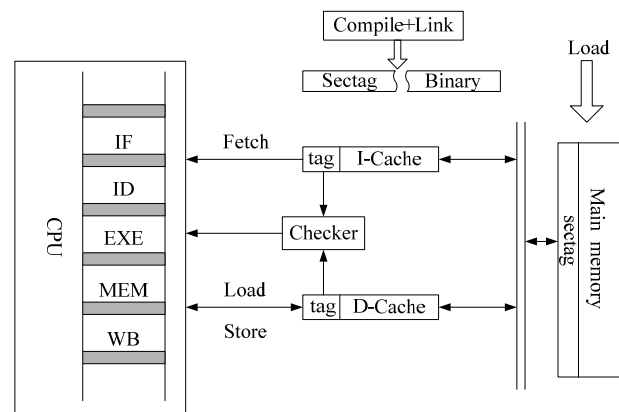 Compile+Link
Load
Sectag
Binary
CPU
IF
ID
EXE
MEM
WB
Fetch
tag
I-Cache
Checker
Load
Store
tag
D-Cache
sectag
Main memory